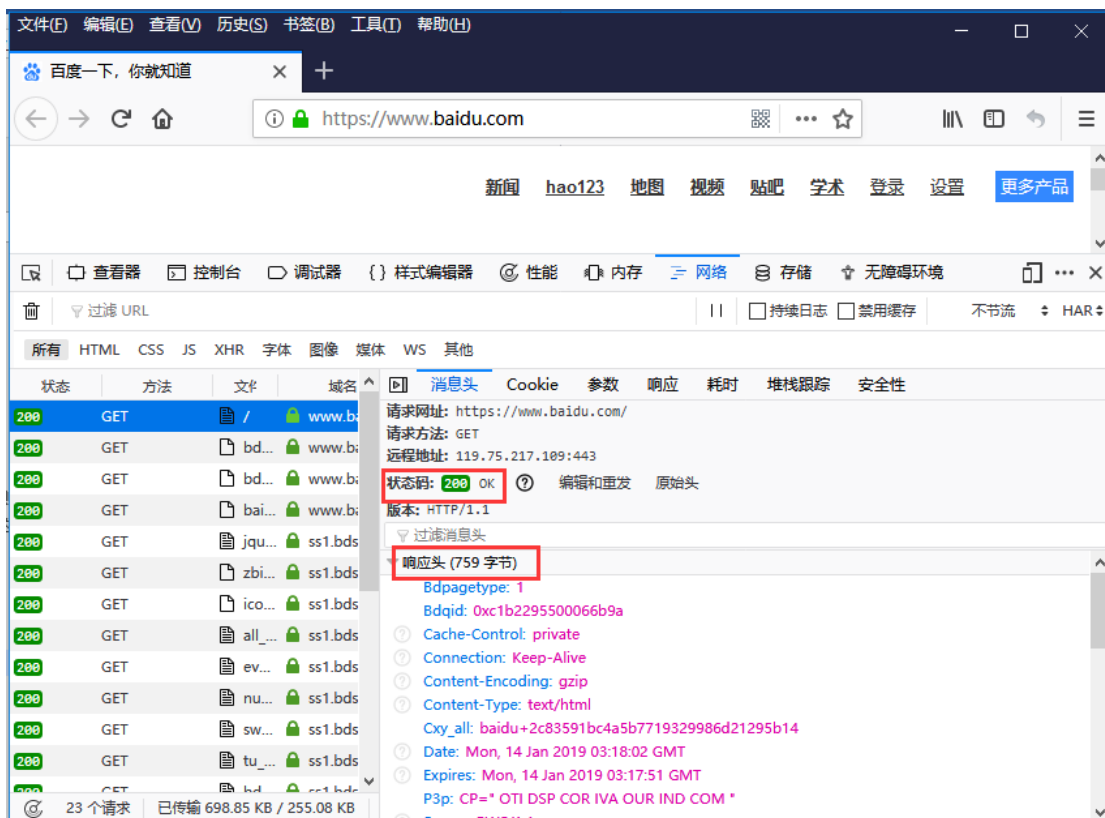 文件(F) 编辑(E) 查看(V) 历史(S) 书签(B) 工具(T) 帮助(H)
百度一下，你就知道
https://www.baidu.com
新闻 hao123 地图 视频 贴吧 学术 登录 设置 更多产品
查看器 控制台 调试器 {} 样式编辑器 性能 内存 网络 存储 无障碍环境
过滤 URL 持续日志 禁用缓存 不节流 HAR
所有 HTML CSS JS XHR 字体 图像 媒体 WS 其他
状态 方法 域名
消息头 Cookie 参数 响应 耗时 堆栈跟踪 安全性
200 GET / www.ba
200 GET bd... www.ba
200 GET bd... www.ba
200 GET bai... www.ba
200 GET jqu... ss1.bds
200 GET zbi... ss1.bds
200 GET ico... ss1.bds
200 GET all_... ss1.bds
200 GET ev... ss1.bds
200 GET nu... ss1.bds
200 GET sw... ss1.bds
200 GET tu_... ss1.bds
23 个请求 已传输 698.85 KB / 255.08 KB
请求网址: https://www.baidu.com/
请求方法: GET
远程地址: 119.75.217.109:443
状态码: 200 OK 编辑和重发 原始头
版本: HTTP/1.1
过滤消息头
响应头 (759 字节)
Bdpagetype: 1
Bdqid: 0xc1b2295500066b9a
Cache-Control: private
Connection: Keep-Alive
Content-Encoding: gzip
Content-Type: text/html
Cxy_all: baidu+2c83591bc4a5b7719329986d21295b14
Date: Mon, 14 Jan 2019 03:18:02 GMT
Expires: Mon, 14 Jan 2019 03:17:51 GMT
P3p: CP=" OTI DSP COR IVA OUR IND COM "